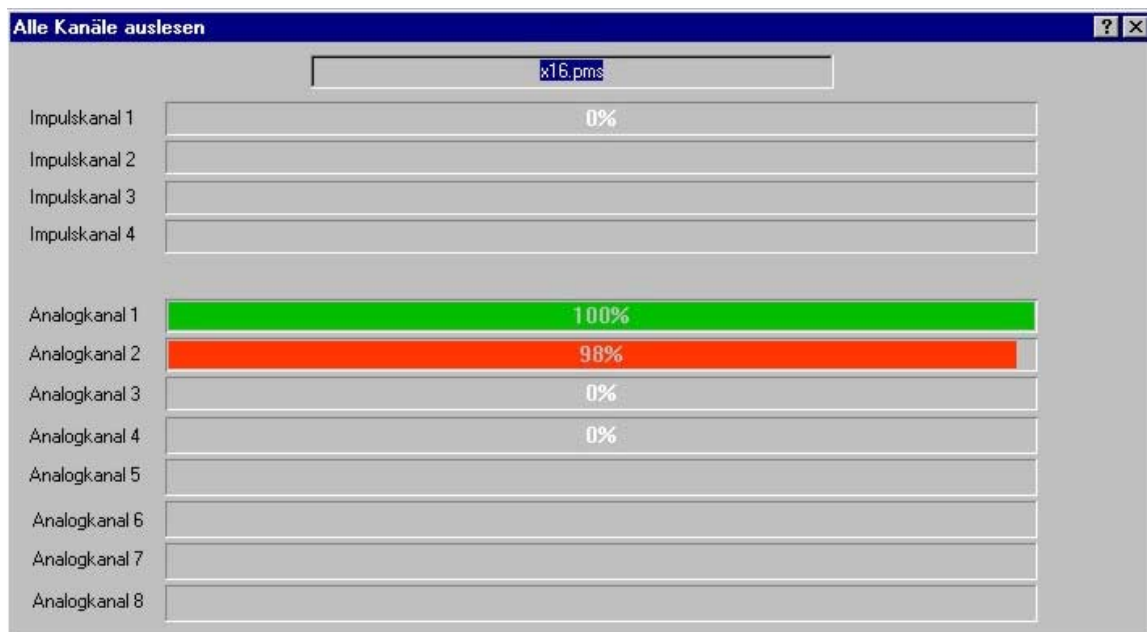 Alle Kanäle auslesen
x16.pms
Impulskanal 1 0%
Impulskanal 2
Impulskanal 3
Impulskanal 4
Analogkanal 1 100%
Analogkanal 2 98%
Analogkanal 3 0%
Analogkanal 4 0%
Analogkanal 5
Analogkanal 6
Analogkanal 7
Analogkanal 8